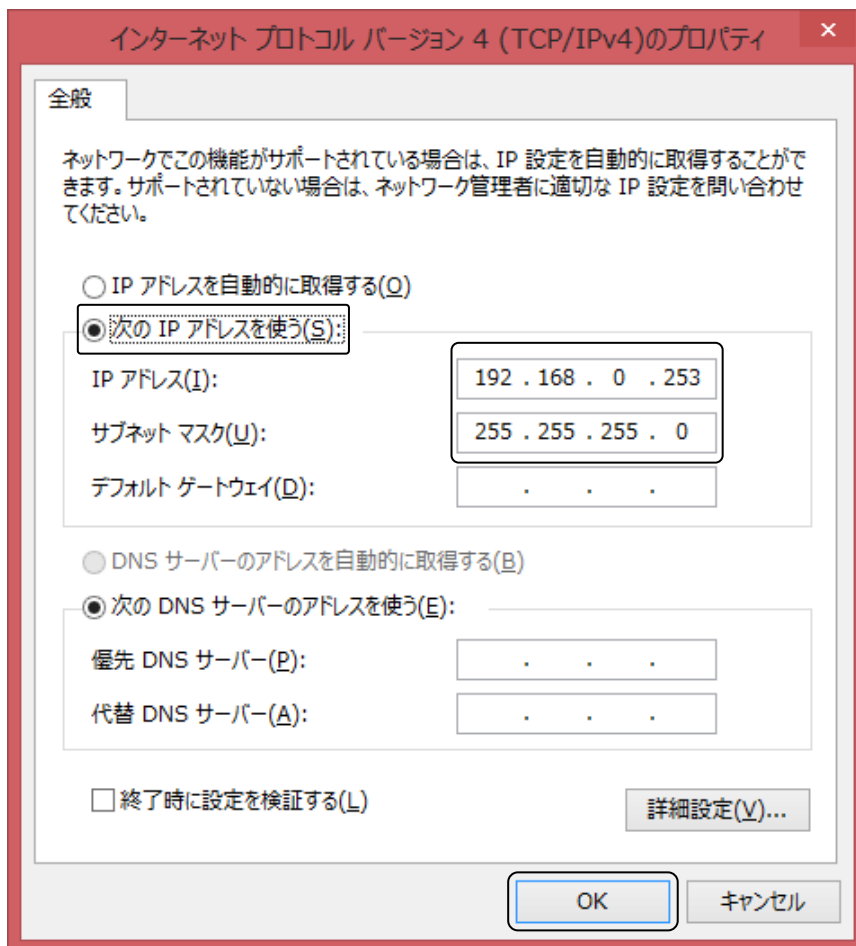 インターネット プロトコル バージョン 4 (TCP/IPv4)のプロパティ
×
全般
ネットワークでこの機能がサポートされている場合は、IP 設定を自動的に取得することがで
きます。サポートされていない場合は、ネットワーク管理者に適切な IP 設定を問い合わせ
てください。
IP アドレスを自動的に取得する(O)
次の IP アドレスを使う(S):
IP アドレス(I): 192 . 168 . 0 . 253
サブネット マスク(U): 255 . 255 . 255 . 0
デフォルト ゲートウェイ(D): . . .
DNS サーバーのアドレスを自動的に取得する(B)
次の DNS サーバーのアドレスを使う(E):
優先 DNS サーバー(P): . . .
代替 DNS サーバー(A): . . .
終了時に設定を検証する(L)
詳細設定(V)...
OK キャンセル